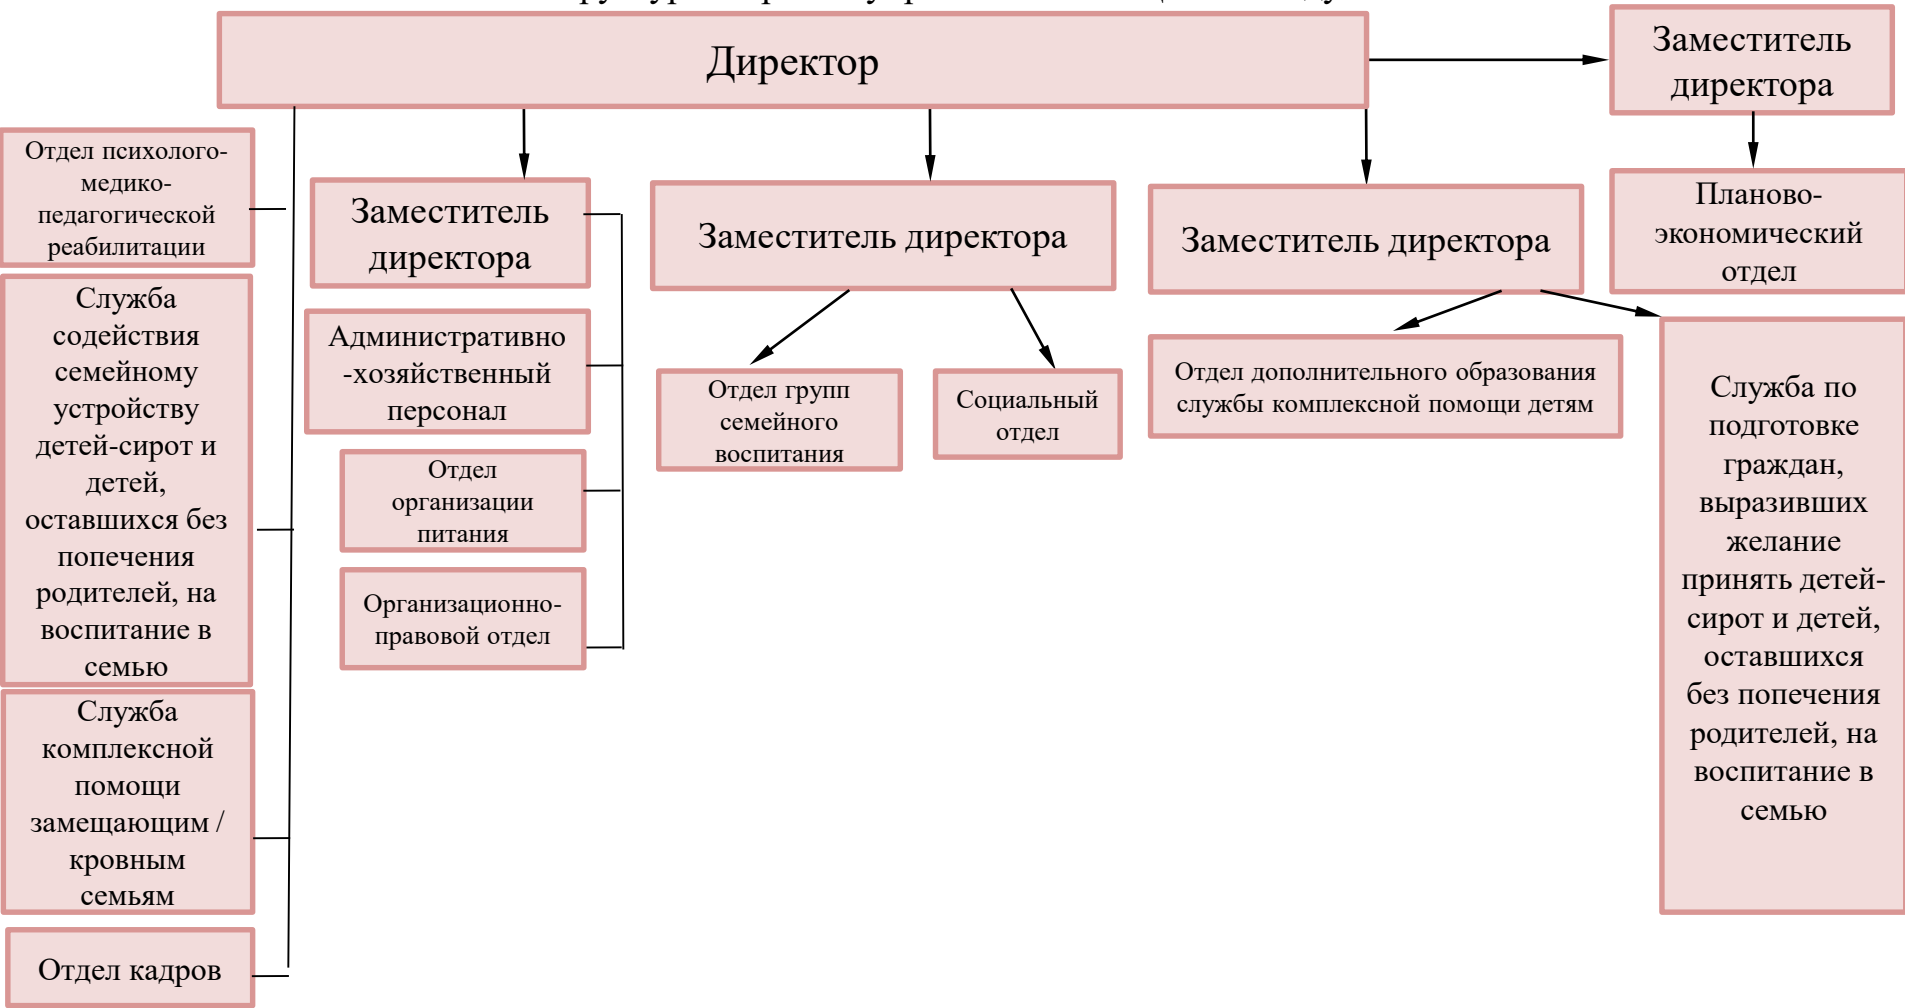 Директор
Заместитель
директора
Отдел психолого-
медико-
педагогической
реабилитации
Служба
содействия
семейному
устройству
детей-сирот и
детей,
оставшихся без
попечения
родителей, на
воспитание в
семью
Служба
комплексной
помощи
замещающим /
кровным
семьям
Отдел кадров
Заместитель
директора
Административно
-хозяйственный
персонал
Отдел
организации
питания
Организационно-
правовой отдел
Заместитель директора
Отдел групп
семейного
воспитания
Социальный
отдел
Заместитель директора
Отдел дополнительного образования
службы комплексной помощи детям
Служба по
подготовке
граждан,
выразивших
желание
принять детей-
сирот и детей,
оставшихся
без попечения
родителей, на
воспитание в
семью
Планово-
экономический
отдел